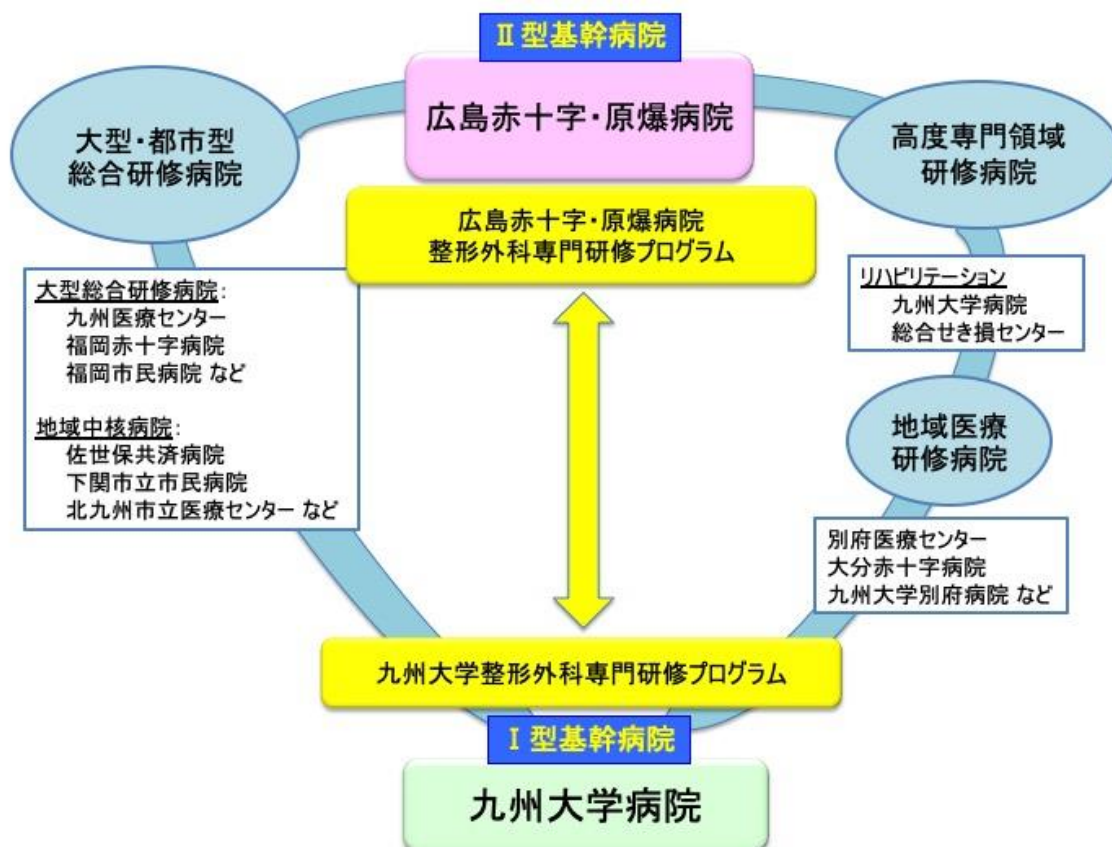 Ⅱ型基幹病院
広島赤十字・原爆病院
大型・都市型
総合研修病院
高度専門領域
研修病院
広島赤十字・原爆病院
整形外科専門研修プログラム
大型総合研修病院:
九州医療センター
福岡赤十字病院
福岡市民病院 など
地域中核病院:
佐世保共済病院
下関市立市民病院
北九州市立医療センター など
リハビリテーション
九州大学病院
総合せき損センター
地域医療
研修病院
別府医療センター
大分赤十字病院
九州大学別府病院 など
九州大学整形外科専門研修プログラム
Ⅰ型基幹病院
九州大学病院